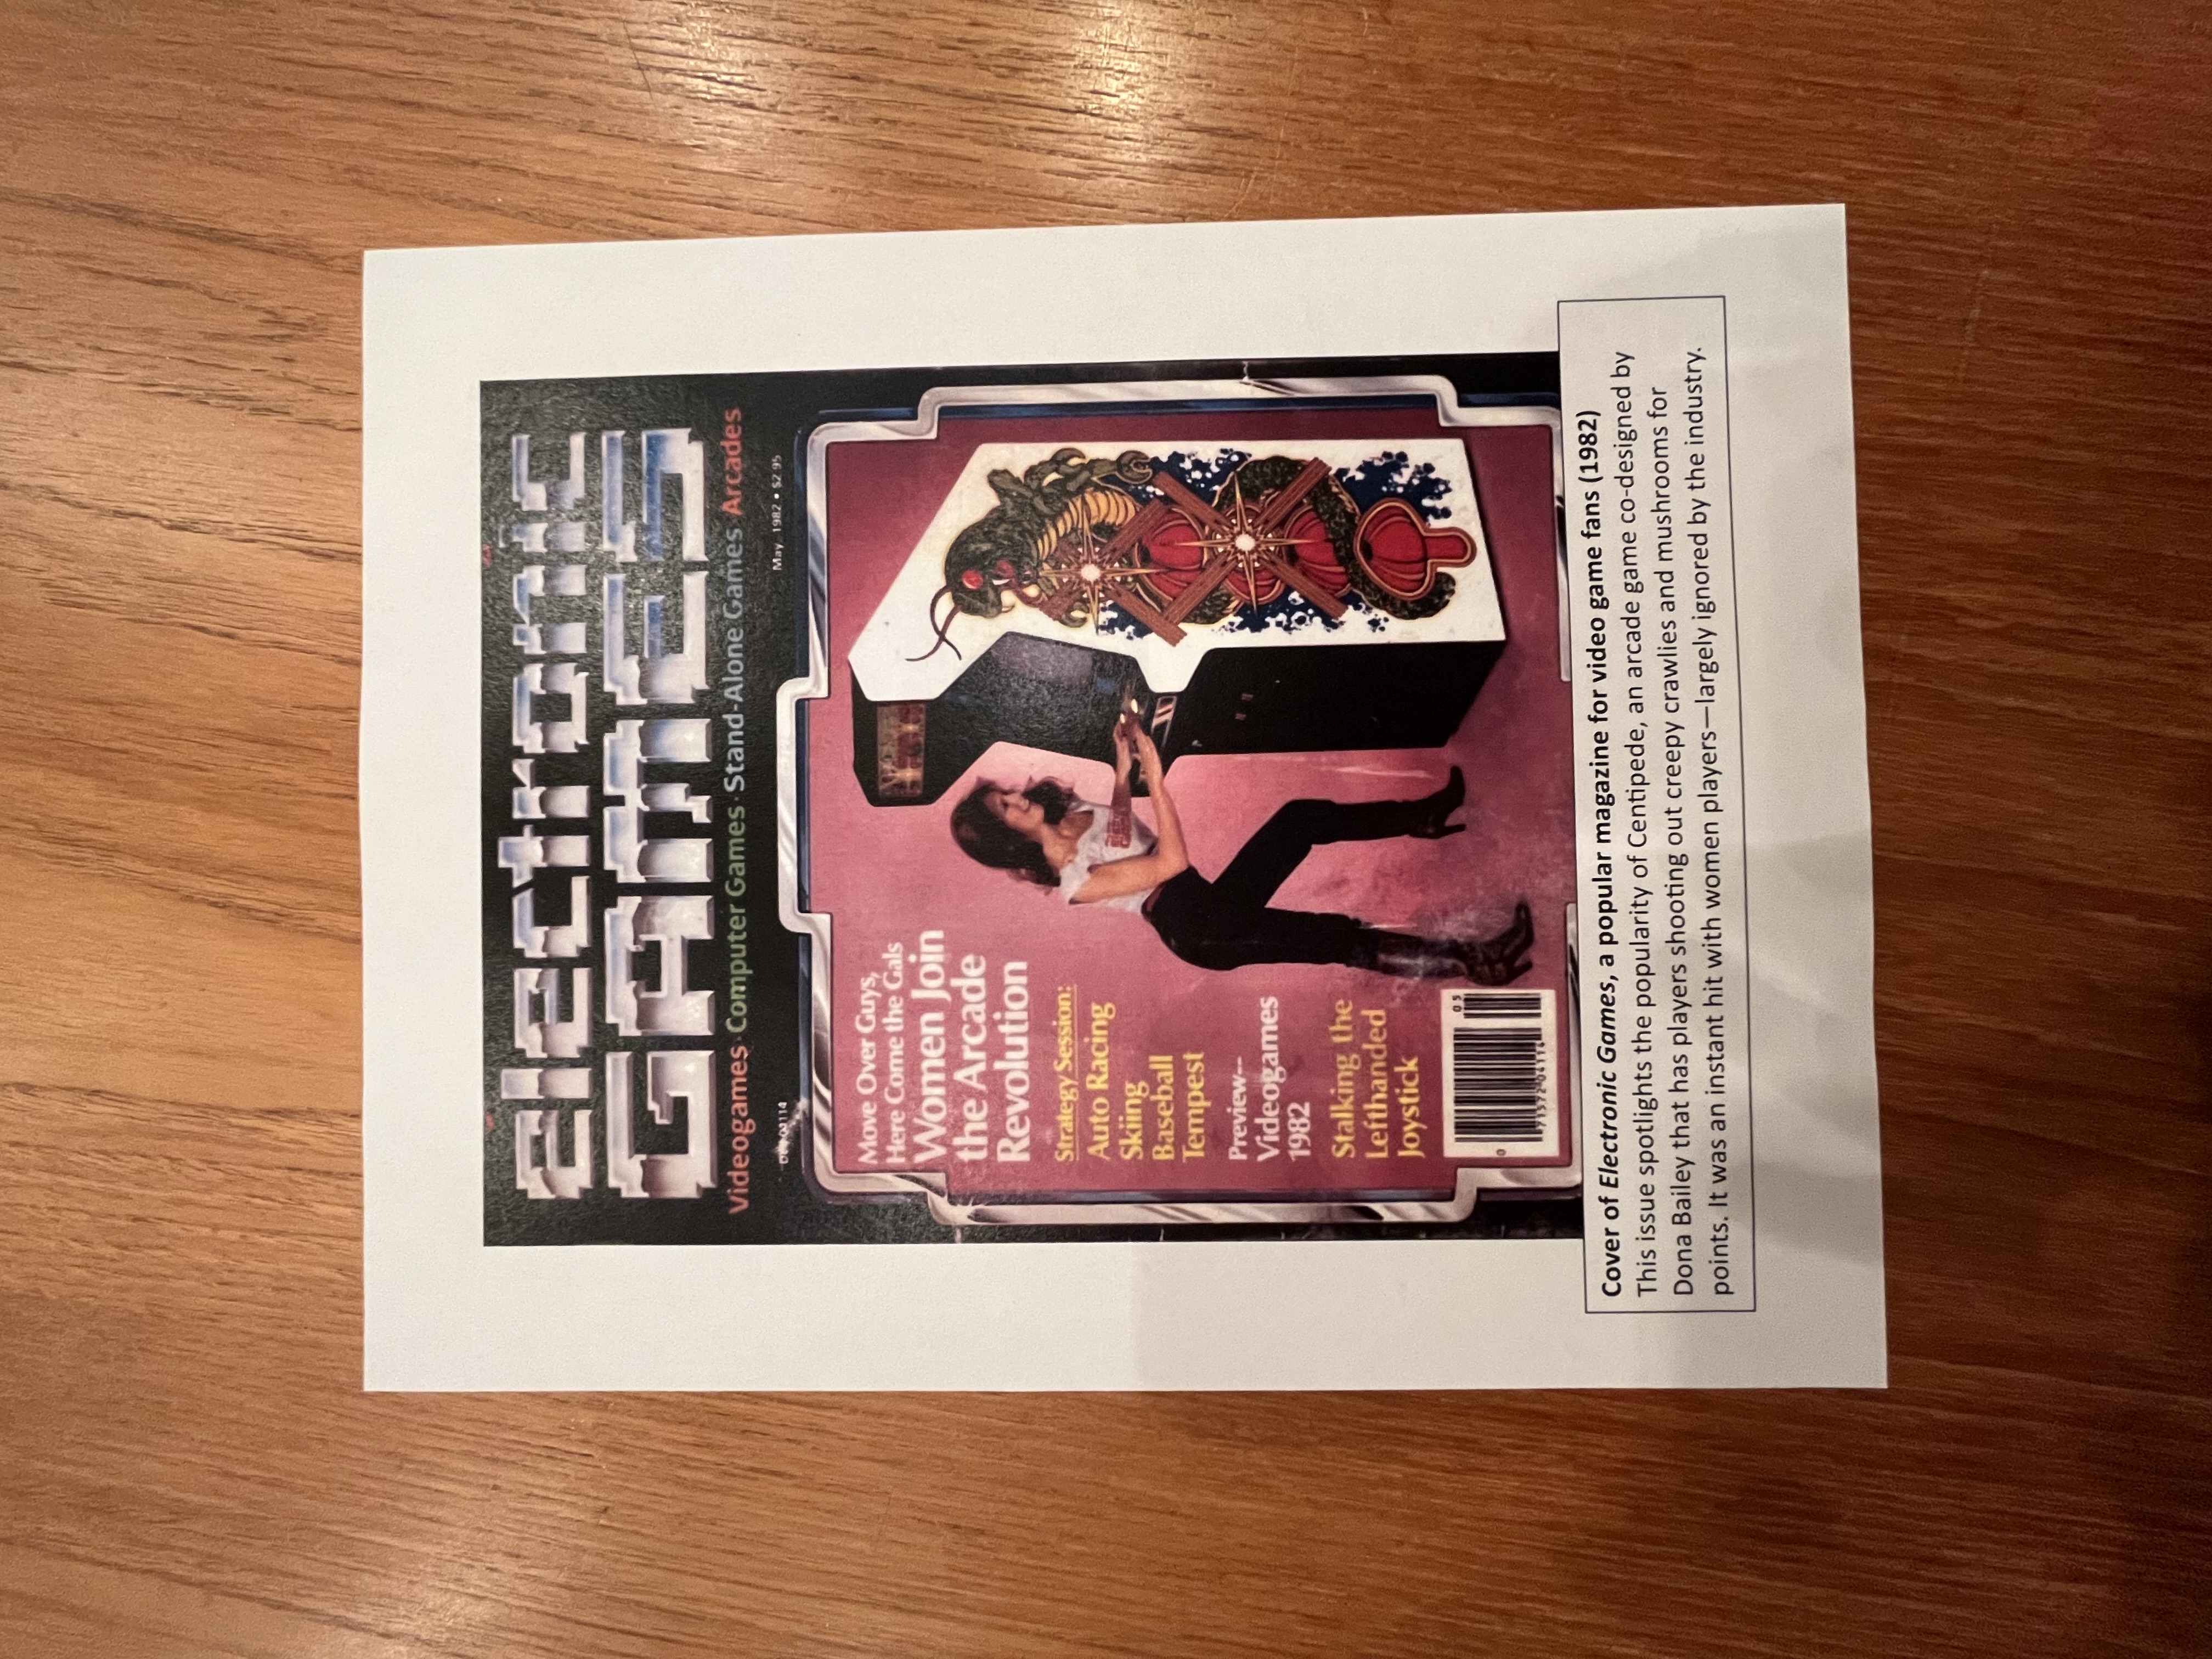 electronic
GAMES
Videogames · Computer Games · Stand-Alone Games · Arcades
04114
May, 1982 • $2.95
Move Over Guys,
Here Come the Gals
Women Join
the Arcade
Revolution
Strategy Session:
Auto Racing
Skiing
Baseball
Tempest
Preview--
Videogames
1982
Stalking the
Lefthanded
Joystick
05
0
71572 04114
Cover of Electronic Games, a popular magazine for video game fans (1982)
This issue spotlights the popularity of Centipede, an arcade game co-designed by
Dona Bailey that has players shooting out creepy crawlies and mushrooms for
points. It was an instant hit with women players—largely ignored by the industry.